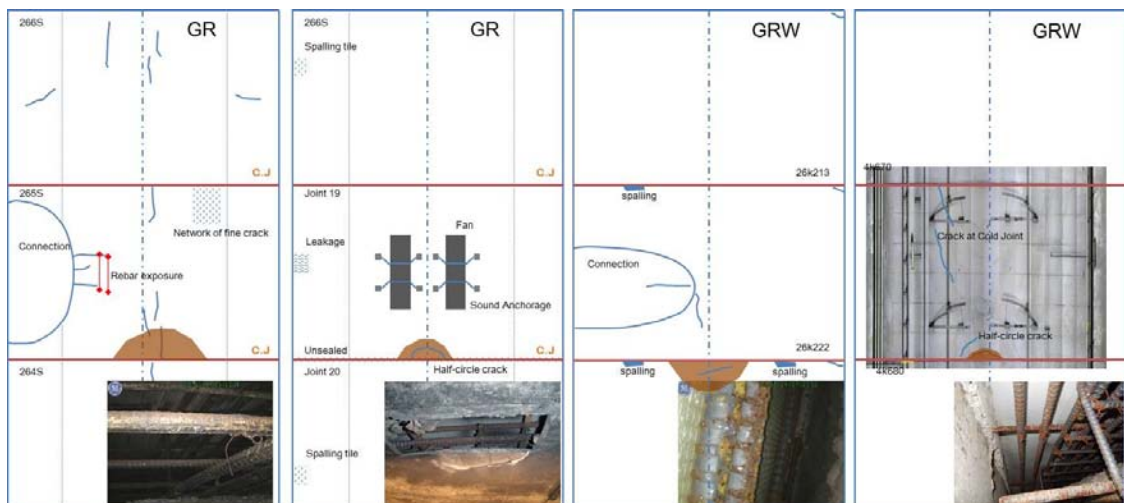 266S
GR
C.J
265S
Connection
Network of fine crack
Rebar exposure
C.J
264S
266S
GR
Spalling tile
C.J
Joint 19
Fan
Leakage
Sound Anchorage
Unsealed
C.J
Joint 20
Half-circle crack
Spalling tile
GRW
26k213
spalling
Connection
26k222
spalling
spalling
GRW
4k670
Crack at Cold Joint
Half-circle crack
4k680